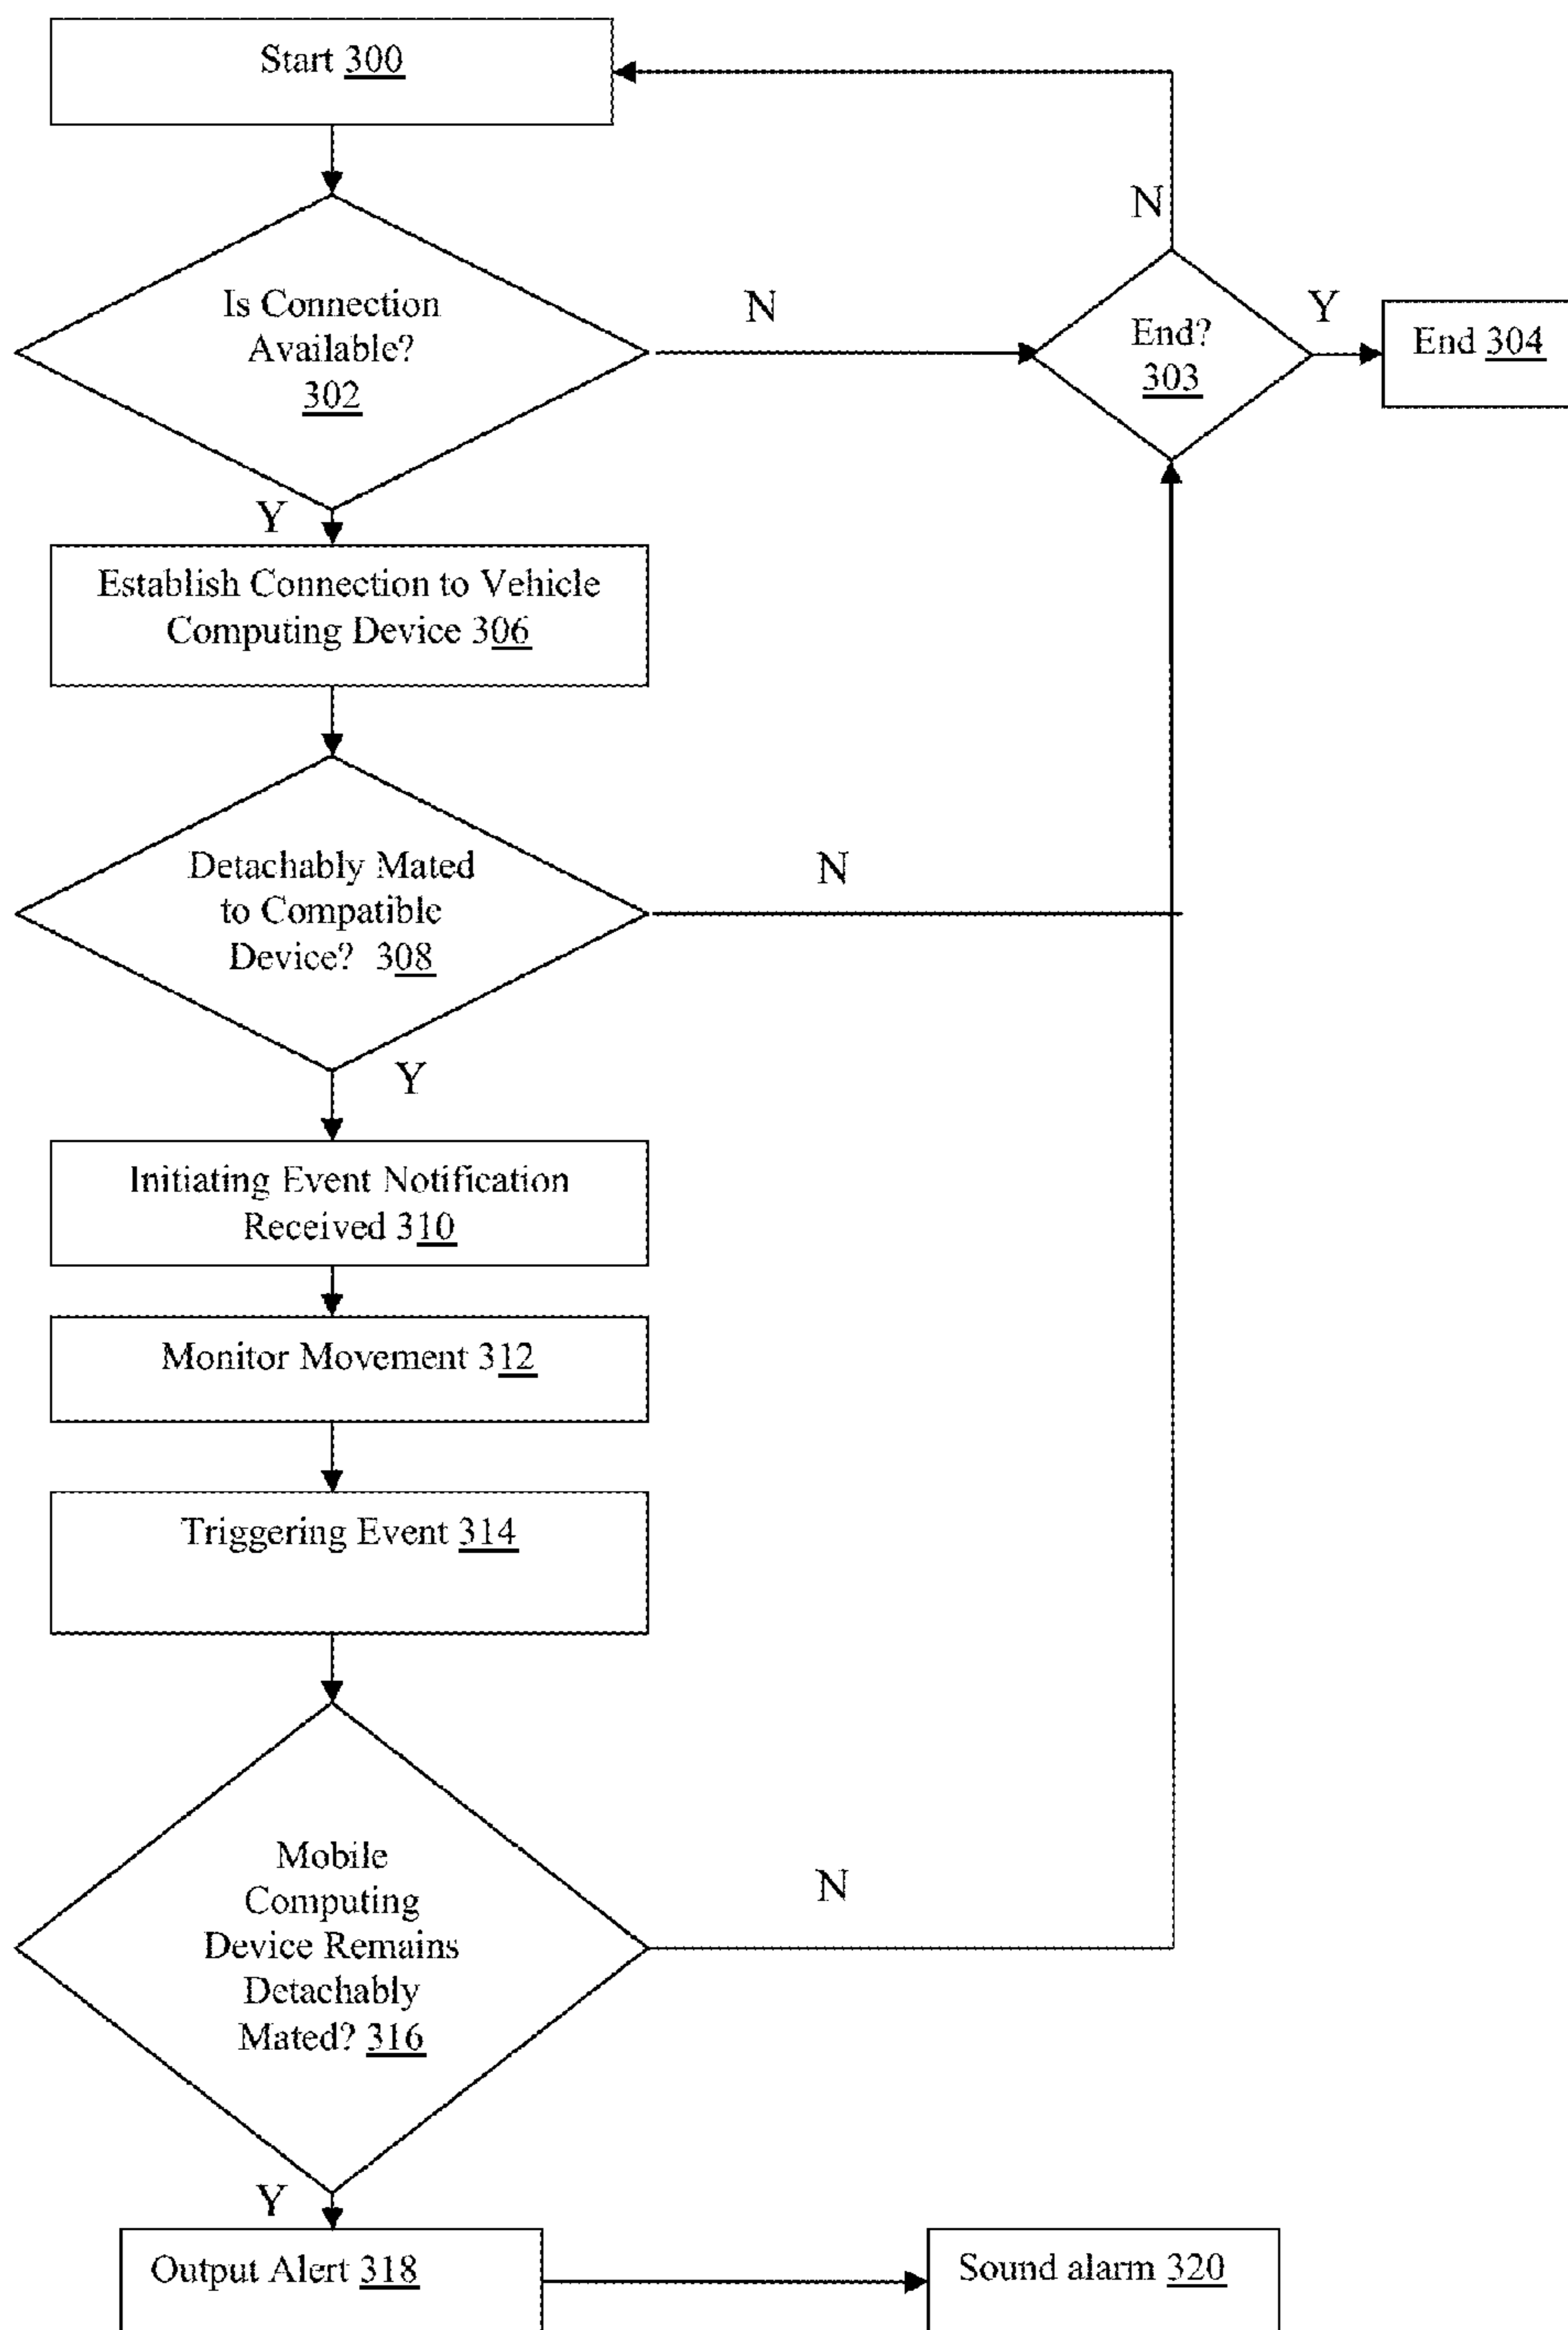 Start 300
N
Is Connection
Available?
302
N
End?
303
Y
End 304
Y
Establish Connection to Vehicle
Computing Device 306
Detachably Mated
to Compatible
Device? 308
N
Y
Initiating Event Notification
Received 310
Monitor Movement 312
Triggering Event 314
Mobile
Computing
Device Remains
Detachably
Mated? 316
N
Y
Output Alert 318
Sound alarm 320